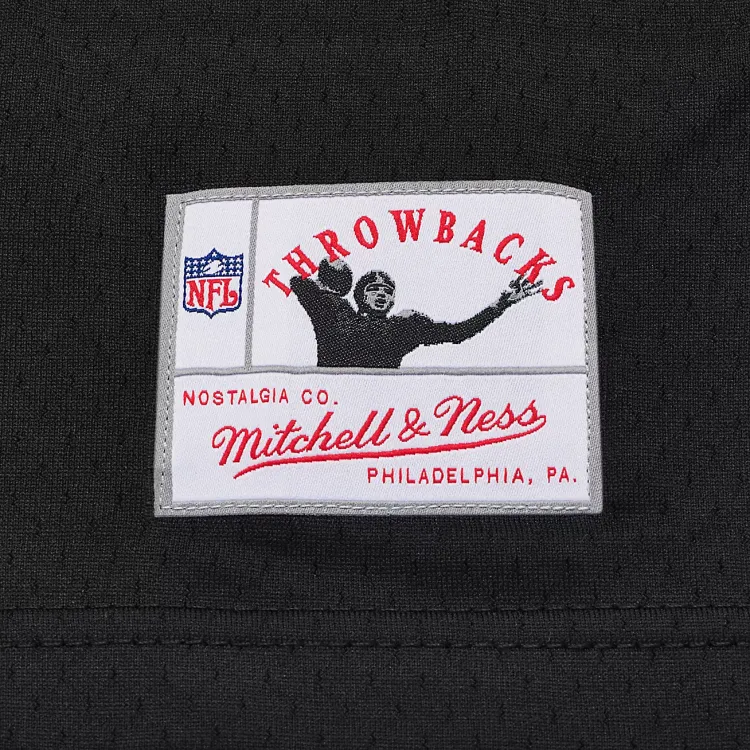 THROWBACKS
NFL
NOSTALGIA CO.
Mitchell & Ness
PHILADELPHIA, PA.